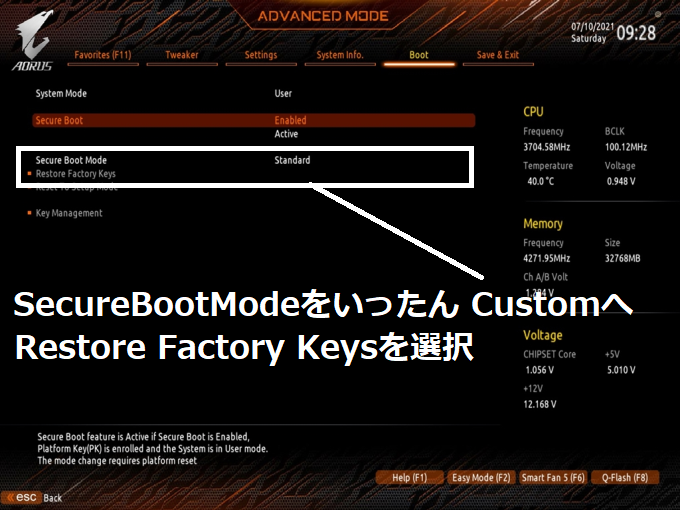 ADVANCED MODE
AORUS
Favorites (F11)
Tweaker
Settings
System Info.
Boot
Save & Exit
07/10/2021
Saturday
09:28
System Mode
User
Secure Boot
Enabled
Active
Secure Boot Mode
Standard
Restore Factory Keys
Reset To Setup Mode
Key Management
SecureBootModeをいったん Customへ
Restore Factory Keysを選択
CPU
Frequency
BCLK
3704.58MHz
100.12MHz
Temperature
Voltage
40.0 °C
0.948 V
Memory
Frequency
Size
4271.95MHz
32768MB
Ch A/B Volt
Voltage
CHIPSET Core
+5V
1.056 V
5.010 V
+12V
12.168 V
Secure Boot feature is Active if Secure Boot is Enabled,
Platform Key(PK) is enrolled and the System is in User mode.
The mode change requires platform reset
Help (F1)
Easy Mode (F2)
Smart Fan 5 (F6)
Q-Flash (F8)
esc Back